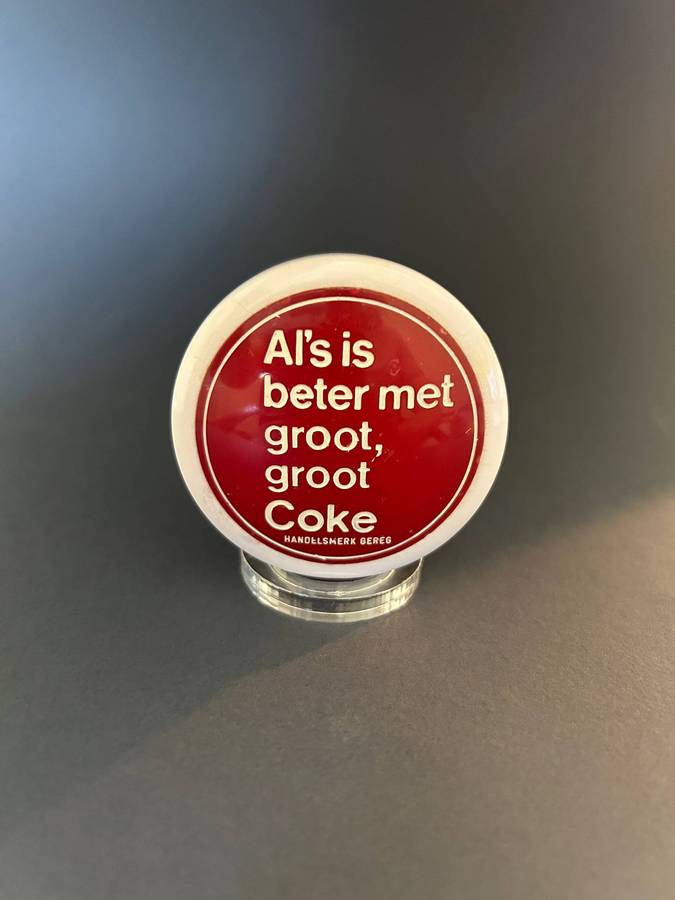 Al's is
beter met
groot,
groot
Coke
HANDELSMERK GEREG